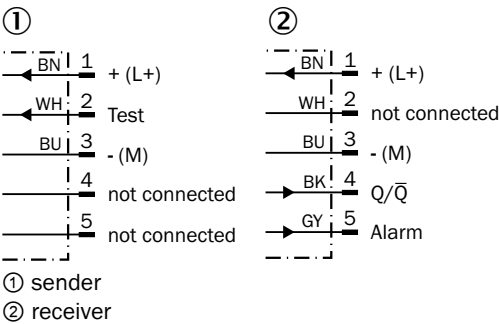 ① ②
BN 1 + (L+)
WH 2 Test
BU 3 - (M)
4 not connected
5 not connected
BN 1 + (L+)
WH 2 not connected
BU 3 - (M)
BK 4 Q/Q̅
GY 5 Alarm
① sender
② receiver